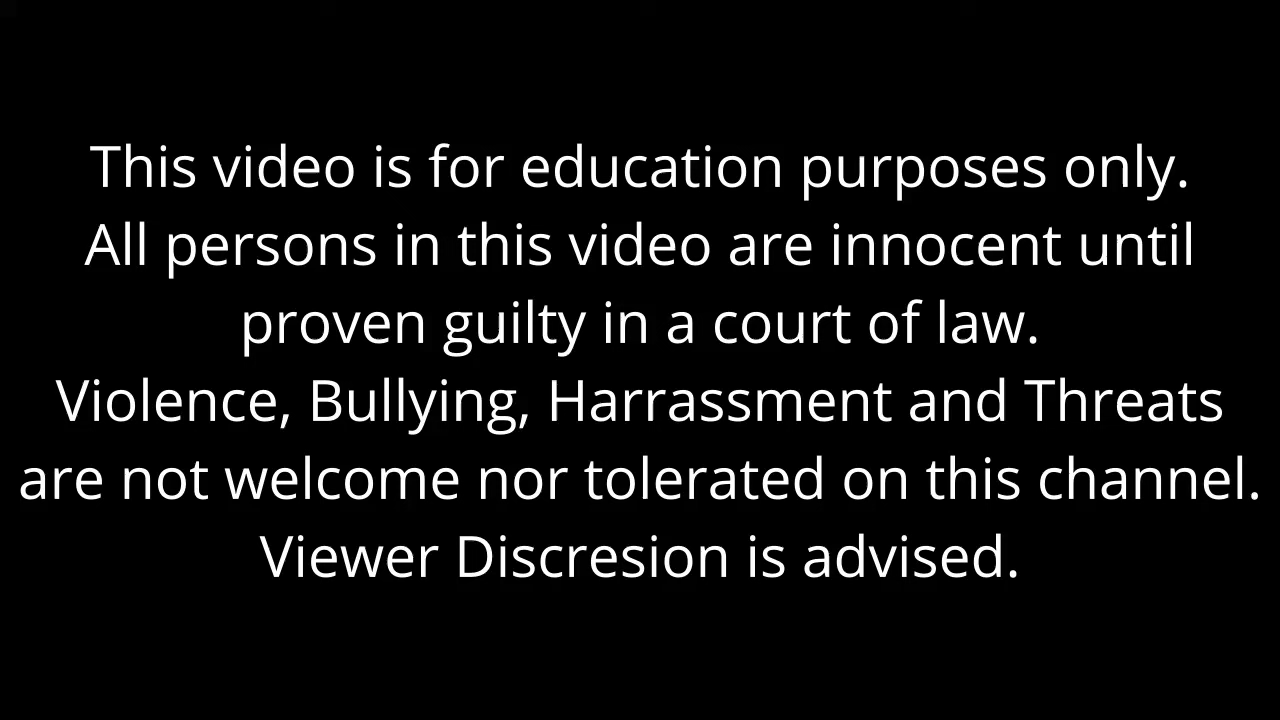 This video is for education purposes only.
All persons in this video are innocent until
proven guilty in a court of law.
Violence, Bullying, Harrassment and Threats
are not welcome nor tolerated on this channel.
Viewer Discresion is advised.